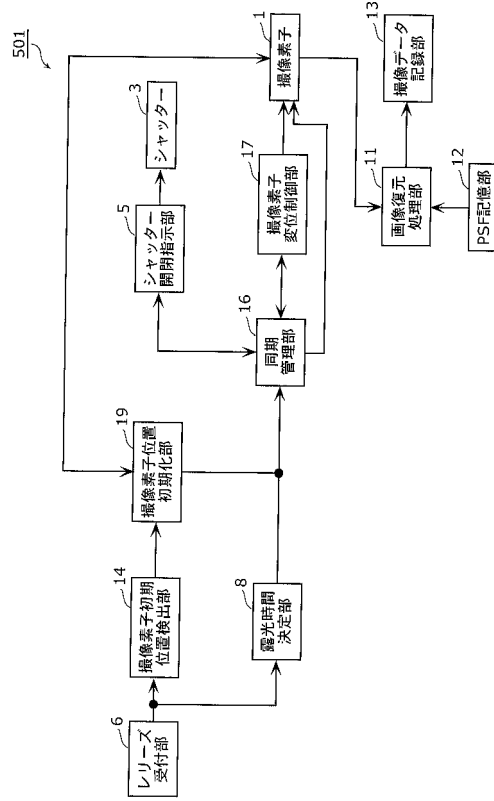 501
6
レリーズ
受付部
14
撮像素子初期
位置検出部
19
撮像素子位置
初期化部
8
露光時間
決定部
5
シャッター
開閉指示部
3
シャッター
16
同期
管理部
17
撮像素子
変位制御部
1
撮像素子
11
画像復元
処理部
12
PSF記憶部
13
撮像データ
記録部